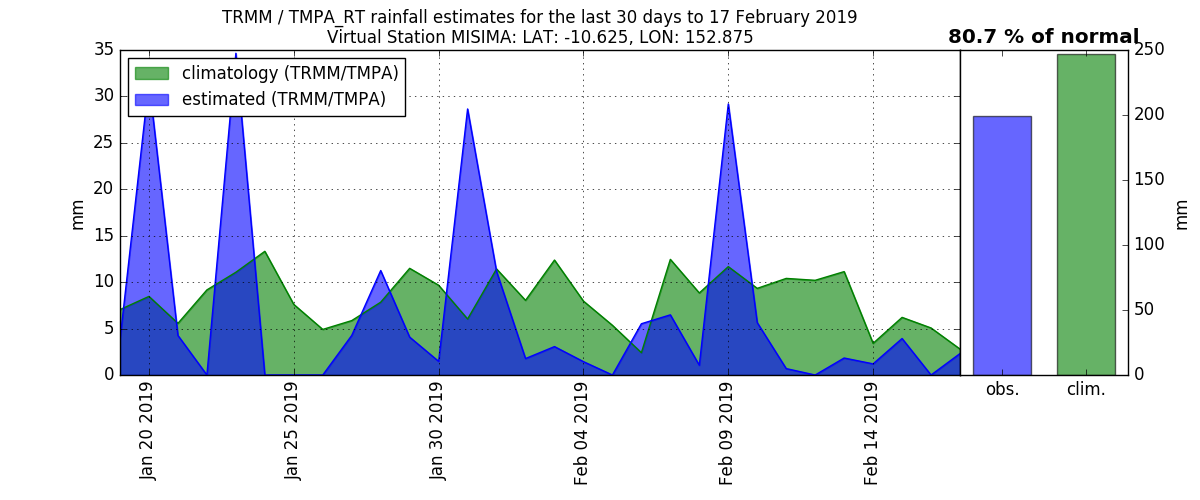 TRMM / TMPA_RT rainfall estimates for the last 30 days to 17 February 2019
Virtual Station MISIMA: LAT: -10.625, LON: 152.875
80.7 % of normal
climatology (TRMM/TMPA)
estimated (TRMM/TMPA)
35
30
25
20
15
10
5
0
mm
Jan 20 2019
Jan 25 2019
Jan 30 2019
Feb 04 2019
Feb 09 2019
Feb 14 2019
obs.
clim.
250
200
150
100
50
0
mm